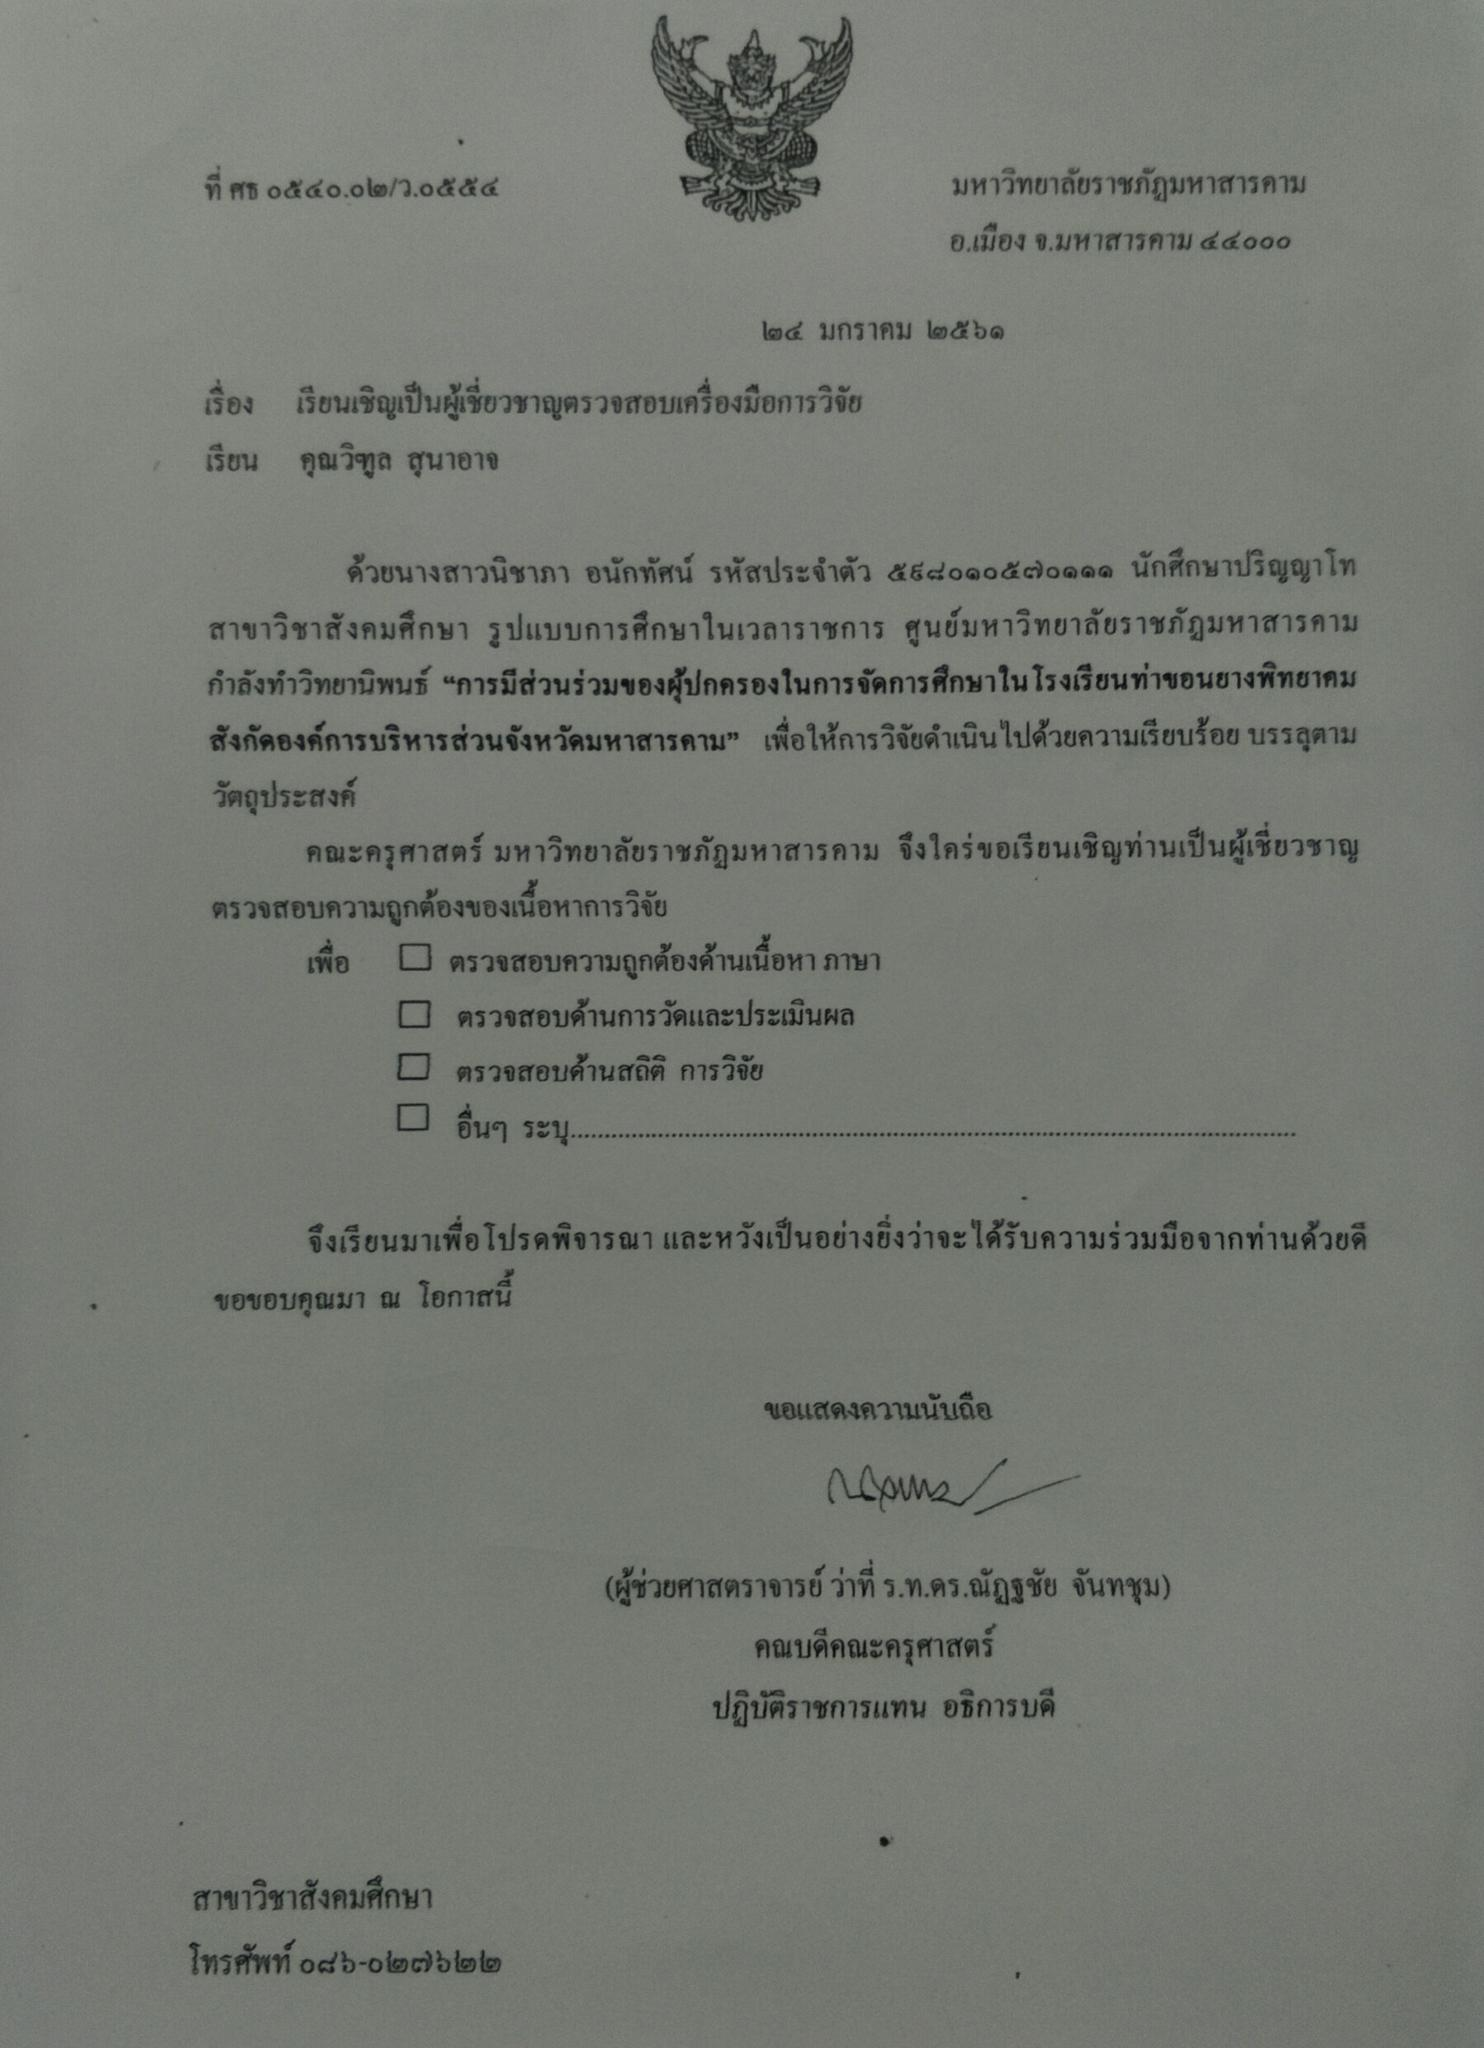 ที่ ศธ ๐๕๔๐.๐๒/ว.๐๕๕๔
มหาวิทยาลัยราชภัฏมหาสารคาม
อ.เมือง จ.มหาสารคาม ๔๔๐๐๐
๒๔ มกราคม ๒๕๖๑
เรื่อง เรียนเชิญเป็นผู้เชี่ยวชาญตรวจสอบเครื่องมือการวิจัย
เรียน คุณวิฑูล สุนาอาจ
ด้วยนางสาวนิชาภา อนักทัศน์ รหัสประจำตัว ๕๙๘๐๑๐๕๗๐๑๑๑ นักศึกษาปริญญาโท
สาขาวิชาสังคมศึกษา รูปแบบการศึกษาในเวลาราชการ ศูนย์มหาวิทยาลัยราชภัฏมหาสารคาม
กำลังทำวิทยานิพนธ์ “การมีส่วนร่วมของผุ้ปกครองในการจัดการศึกษาในโรงเรียนท่าขอนยางพิทยาคม
สังกัดองค์การบริหารส่วนจังหวัดมหาสารคาม” เพื่อให้การวิจัยดำเนินไปด้วยความเรียบร้อย บรรลุตาม
วัตถุประสงค์
คณะครุศาสตร์ มหาวิทยาลัยราชภัฏมหาสารคาม จึงใคร่ขอเรียนเชิญท่านเป็นผู้เชี่ยวชาญ
ตรวจสอบความถูกต้องของเนื้อหาการวิจัย
เพื่อ ☐ ตรวจสอบความถูกต้องด้านเนื้อหา ภาษา
☐ ตรวจสอบด้านการวัดและประเมินผล
☐ ตรวจสอบด้านสถิติ การวิจัย
☐ อื่นๆ ระบุ..............................................................................................................
จึงเรียนมาเพื่อโปรดพิจารณา และหวังเป็นอย่างยิ่งว่าจะได้รับความร่วมมือจากท่านด้วยดี
ขอขอบคุณมา ณ โอกาสนี้
ขอแสดงความนับถือ
(ผู้ช่วยศาสตราจารย์ ว่าที่ ร.ท.ดร.ณัฏฐชัย จันทชุม)
คณบดีคณะครุศาสตร์
ปฏิบัติราชการแทน อธิการบดี
สาขาวิชาสังคมศึกษา
โทรศัพท์ ๐๘๖-๐๒๗๖๒๒